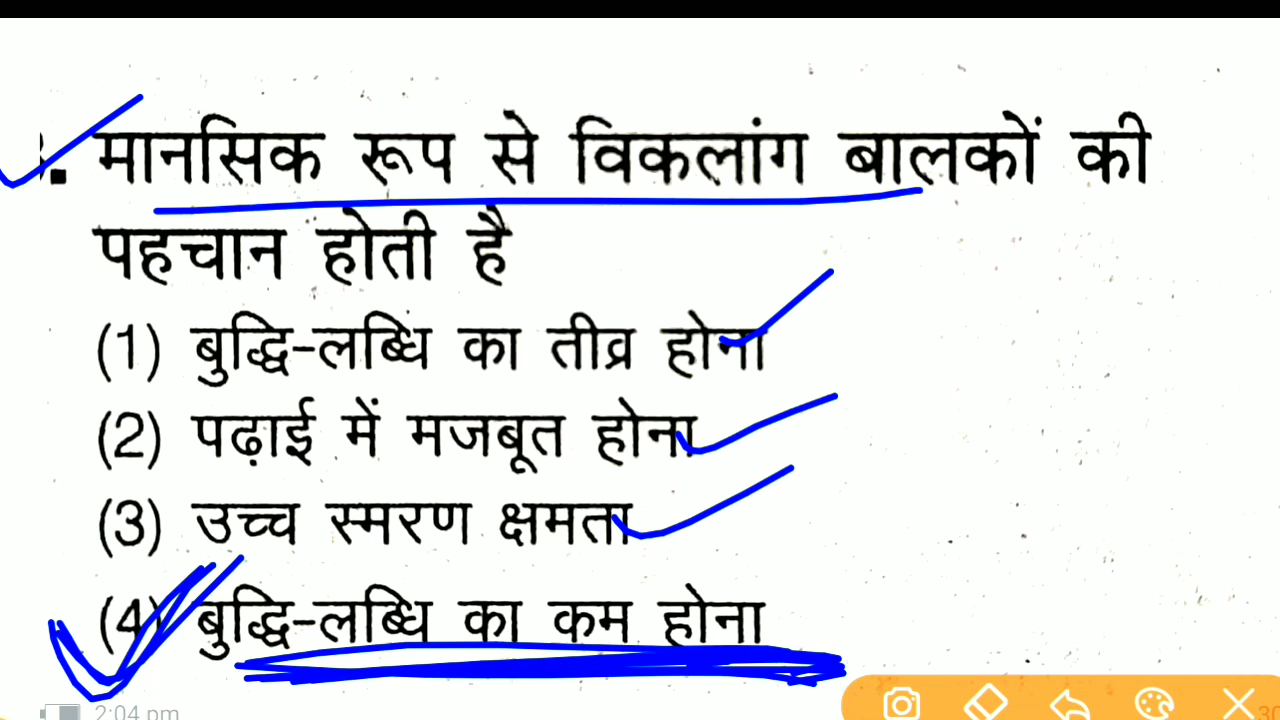 . मानसिक रूप से विकलांग बालकों की
पहचान होती है
(1) बुद्धि-लब्धि का तीव्र होना
(2) पढ़ाई में मजबूत होना
(3) उच्च स्मरण क्षमता
(4) बुद्धि-लब्धि का कम होना
2:04 pm